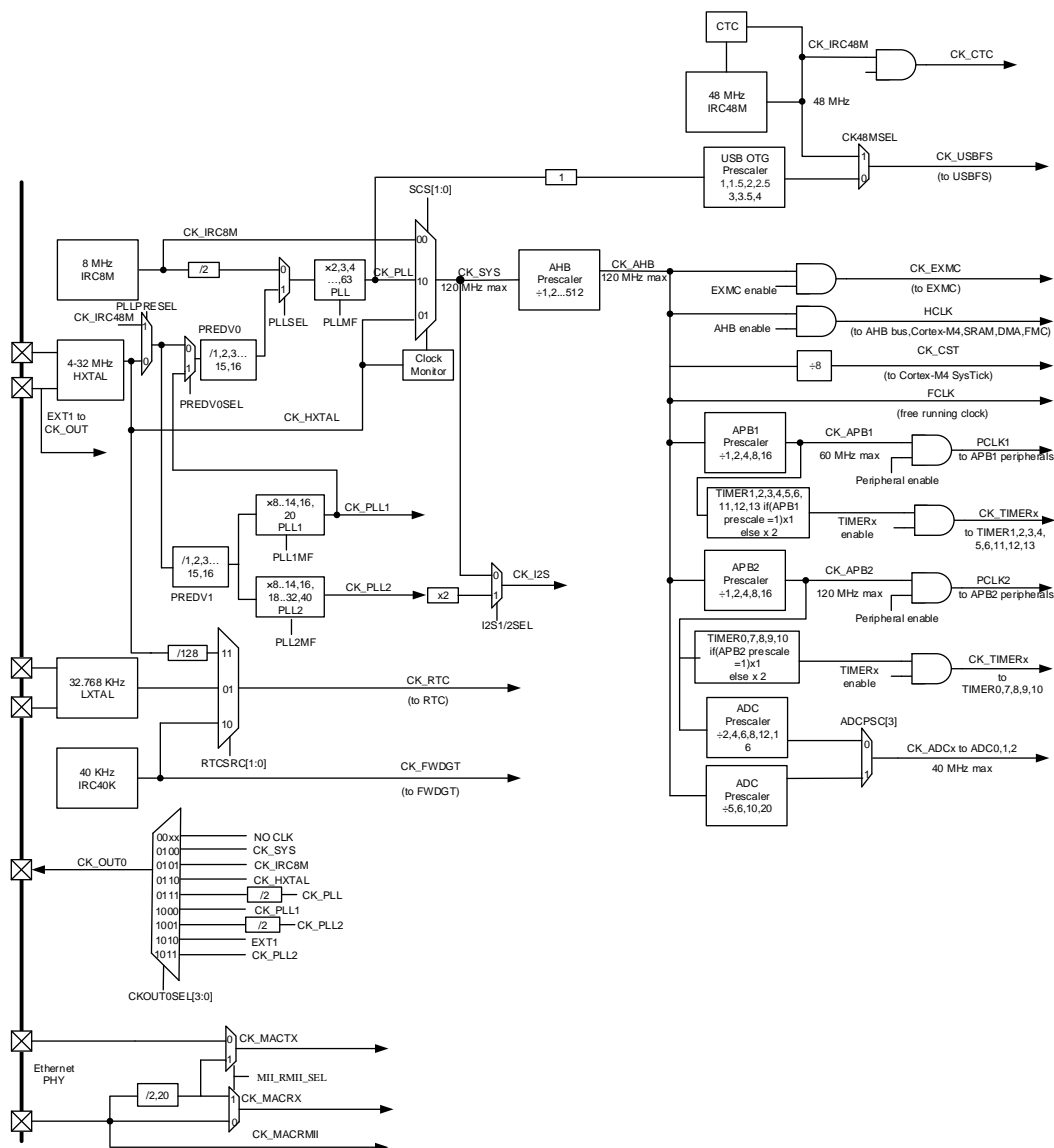 CTC
CK_IRC48M
CK_CTC
48 MHz
IRC48M
48 MHz
CK48MSEL
1
0
CK_USBFS
(to USBFS)
USB OTG
Prescaler
1,1.5,2,2.5
3,3.5,4
1
SCS[1:0]
CK_IRC8M
00
10
01
8 MHz
IRC8M
/2
0
1
PLLSEL
×2,3,4
…,63
PLL
PLLMF
CK_PLL
CK_SYS
120 MHz max
AHB
Prescaler
÷1,2...512
CK_AHB
120 MHz max
EXMC enable
CK_EXMC
(to EXMC)
AHB enable
HCLK
(to AHB bus,Cortex-M4,SRAM,DMA,FMC)
÷8
CK_CST
(to Cortex-M4 SysTick)
FCLK
(free running clock)
PLLPRESEL
CK_IRC48M
1
0
4-32 MHz
HXTAL
0
1
PREDV0SEL
PREDV0
/1,2,3…
15,16
Clock
Monitor
EXT1 to
CK_OUT
CK_HXTAL
APB1
Prescaler
÷1,2,4,8,16
CK_APB1
60 MHz max
Peripheral enable
PCLK1
to APB1 peripherals
TIMER1,2,3,4,5,6,
11,12,13 if(APB1
prescale =1)x1
else x 2
TIMERx
enable
CK_TIMERx
to TIMER1,2,3,4,
5,6,11,12,13
×8..14,16,
20
PLL1
PLL1MF
CK_PLL1
/1,2,3…
15,16
PREDV1
×8..14,16,
18..32,40
PLL2
PLL2MF
CK_PLL2
x2
0
1
CK_I2S
I2S1/2SEL
APB2
Prescaler
÷1,2,4,8,16
CK_APB2
120 MHz max
Peripheral enable
PCLK2
to APB2 peripherals
TIMER0,7,8,9,10
if(APB2 prescale
=1)x1
else x 2
TIMERx
enable
CK_TIMERx
to
TIMER0,7,8,9,10
/128
11
01
10
32.768 KHz
LXTAL
CK_RTC
(to RTC)
RTCSRC[1:0]
40 KHz
IRC40K
CK_FWDGT
(to FWDGT)
ADC
Prescaler
÷2,4,6,8,12,1
6
ADCPSC[3]
0
1
CK_ADCx to ADC0,1,2
40 MHz max
ADC
Prescaler
÷5,6,10,20
CK_OUT0
00xx NO CLK
0100 CK_SYS
0101 CK_IRC8M
0110 CK_HXTAL
0111 /2 CK_PLL
1000 CK_PLL1
1001 /2 CK_PLL2
1010 EXT1
1011 CK_PLL2
CKOUT0SEL[3:0]
Ethernet
PHY
0
1
CK_MACTX
MII_RMII_SEL
/2,20
1
0
CK_MACRX
CK_MACRMII